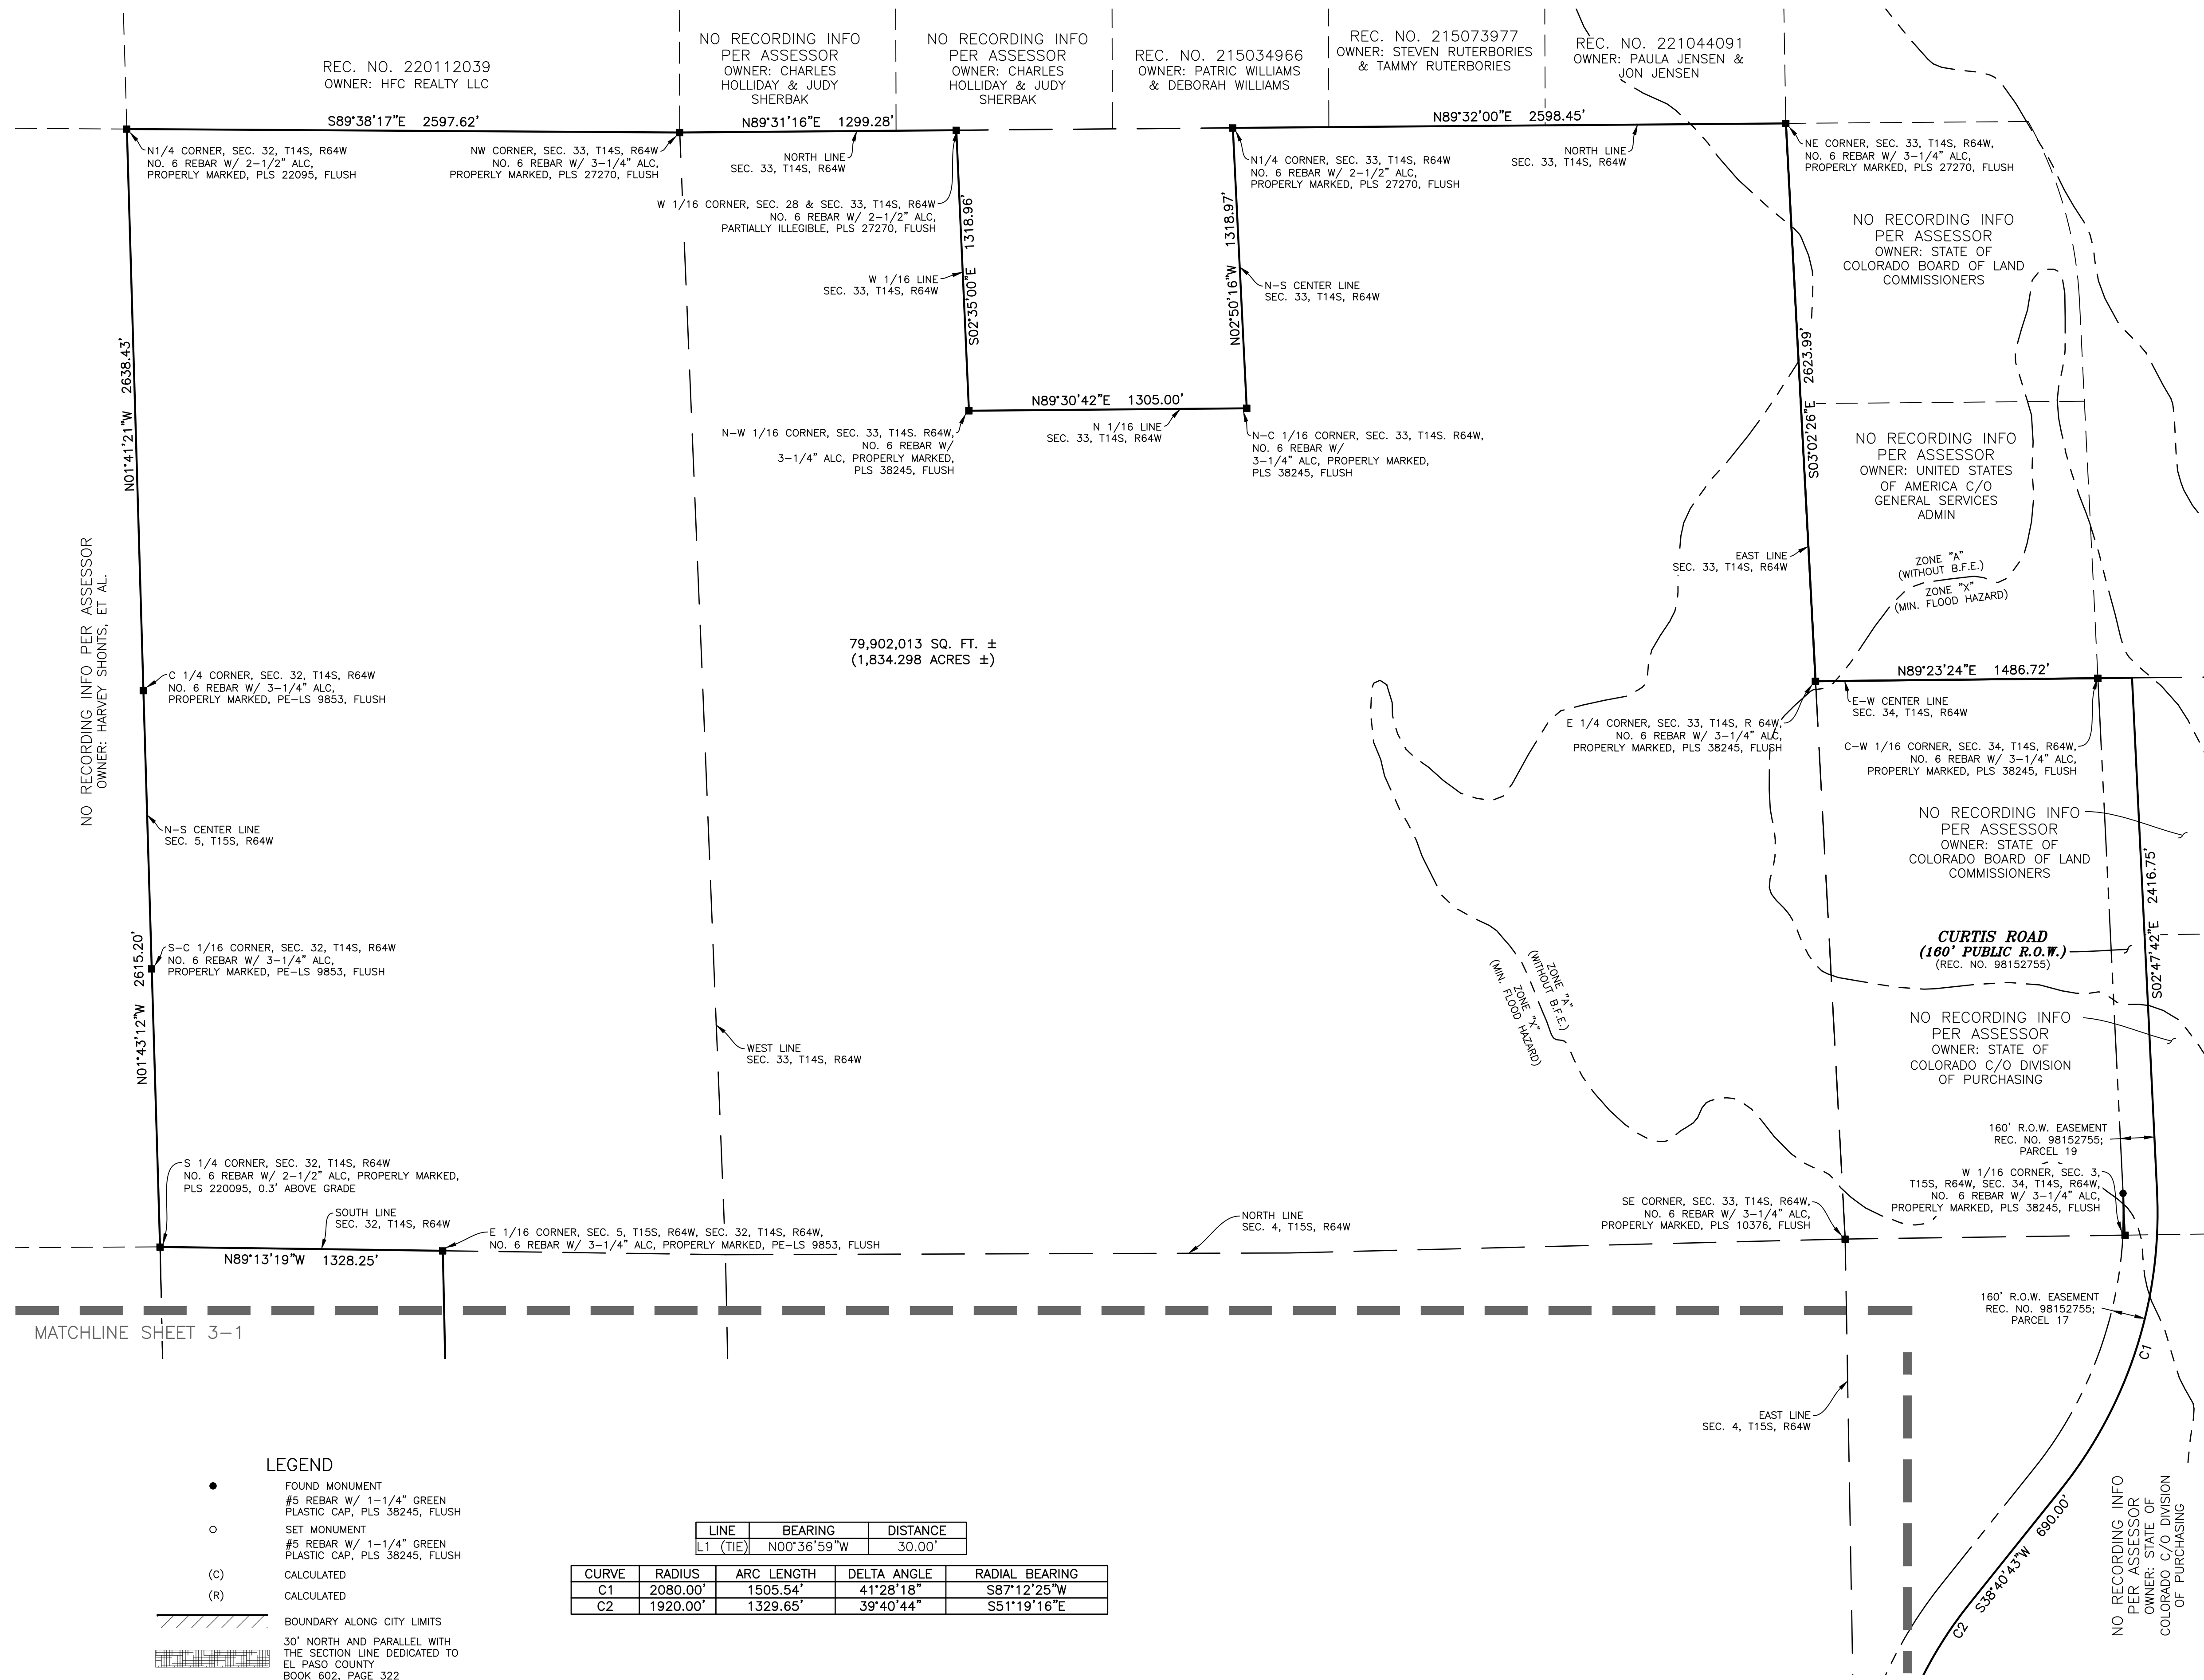 REC. NO. 220112039
OWNER: HFC REALTY LLC
NO RECORDING INFO
PER ASSESSOR
OWNER: CHARLES
HOLLIDAY & JUDY
SHERBAK
NO RECORDING INFO
PER ASSESSOR
OWNER: CHARLES
HOLLIDAY & JUDY
SHERBAK
REC. NO. 215034966
OWNER: PATRIC WILLIAMS
& DEBORAH WILLIAMS
REC. NO. 215073977
OWNER: STEVEN RUTERBORIES
& TAMMY RUTERBORIES
REC. NO. 221044091
OWNER: PAULA JENSEN &
JON JENSEN
S89°38'17"E 2597.62'
N89°31'16"E 1299.28'
N89°32'00"E 2598.45'
N1/4 CORNER, SEC. 32, T14S, R64W
NO. 6 REBAR W/ 2-1/2" ALC,
PROPERLY MARKED, PLS 22095, FLUSH
NW CORNER, SEC. 33, T14S, R64W
NO. 6 REBAR W/ 3-1/4" ALC,
PROPERLY MARKED, PLS 27270, FLUSH
NORTH LINE
SEC. 33, T14S, R64W
W 1/16 CORNER, SEC. 28 & SEC. 33, T14S, R64W
NO. 6 REBAR W/ 2-1/2" ALC,
PARTIALLY ILLEGIBLE, PLS 27270, FLUSH
N1/4 CORNER, SEC. 33, T14S, R64W
NO. 6 REBAR W/ 2-1/2" ALC,
PROPERLY MARKED, PLS 27270, FLUSH
NORTH LINE
SEC. 33, T14S, R64W
NE CORNER, SEC. 33, T14S, R64W,
NO. 6 REBAR W/ 3-1/4" ALC,
PROPERLY MARKED, PLS 27270, FLUSH
NO RECORDING INFO
PER ASSESSOR
OWNER: STATE OF
COLORADO BOARD OF LAND
COMMISSIONERS
W 1/16 LINE
SEC. 33, T14S, R64W
S02°35'00"E 1318.96'
N02°50'16"W 1318.97'
N-S CENTER LINE
SEC. 33, T14S, R64W
N01°41'21"W 2638.43'
S03°02'26"E 2623.99'
N89°30'42"E 1305.00'
N 1/16 LINE
SEC. 33, T14S, R64W
N-W 1/16 CORNER, SEC. 33, T14S. R64W,
NO. 6 REBAR W/
3-1/4" ALC, PROPERLY MARKED,
PLS 38245, FLUSH
N-C 1/16 CORNER, SEC. 33, T14S. R64W,
NO. 6 REBAR W/
3-1/4" ALC, PROPERLY MARKED,
PLS 38245, FLUSH
NO RECORDING INFO
PER ASSESSOR
OWNER: UNITED STATES
OF AMERICA C/O
GENERAL SERVICES
ADMIN
EAST LINE
SEC. 33, T14S, R64W
ZONE "A"
(WITHOUT B.F.E.)
ZONE "X"
(MIN. FLOOD HAZARD)
NO RECORDING INFO PER ASSESSOR
OWNER: HARVEY SHONTS, ET AL.
79,902,013 SQ. FT. ±
(1,834.298 ACRES ±)
C 1/4 CORNER, SEC. 32, T14S, R64W
NO. 6 REBAR W/ 3-1/4" ALC,
PROPERLY MARKED, PE-LS 9853, FLUSH
N89°23'24"E 1486.72'
E-W CENTER LINE
SEC. 34, T14S, R64W
E 1/4 CORNER, SEC. 33, T14S, R 64W,
NO. 6 REBAR W/ 3-1/4" ALC,
PROPERLY MARKED, PLS 38245, FLUSH
C-W 1/16 CORNER, SEC. 34, T14S, R64W,
NO. 6 REBAR W/ 3-1/4" ALC,
PROPERLY MARKED, PLS 38245, FLUSH
N-S CENTER LINE
SEC. 5, T15S, R64W
NO RECORDING INFO
PER ASSESSOR
OWNER: STATE OF
COLORADO BOARD OF LAND
COMMISSIONERS
S02°47'42"E 2416.75'
CURTIS ROAD
(160' PUBLIC R.O.W.)
(REC. NO. 98152755)
N01°43'12"W 2615.20'
S-C 1/16 CORNER, SEC. 32, T14S, R64W
NO. 6 REBAR W/ 3-1/4" ALC,
PROPERLY MARKED, PE-LS 9853, FLUSH
ZONE "A"
(WITHOUT B.F.E.)
ZONE "X"
(MIN. FLOOD HAZARD)
NO RECORDING INFO
PER ASSESSOR
OWNER: STATE OF
COLORADO C/O DIVISION
OF PURCHASING
WEST LINE
SEC. 33, T14S, R64W
160' R.O.W. EASEMENT
REC. NO. 98152755;
PARCEL 19
W 1/16 CORNER, SEC. 3,
T15S, R64W, SEC. 34, T14S, R64W,
NO. 6 REBAR W/ 3-1/4" ALC,
PROPERLY MARKED, PLS 38245, FLUSH
S 1/4 CORNER, SEC. 32, T14S, R64W
NO. 6 REBAR W/ 2-1/2" ALC, PROPERLY MARKED,
PLS 220095, 0.3' ABOVE GRADE
SOUTH LINE
SEC. 32, T14S, R64W
E 1/16 CORNER, SEC. 5, T15S, R64W, SEC. 32, T14S, R64W,
NO. 6 REBAR W/ 3-1/4" ALC, PROPERLY MARKED, PE-LS 9853, FLUSH
NORTH LINE
SEC. 4, T15S, R64W
SE CORNER, SEC. 33, T14S, R64W,
NO. 6 REBAR W/ 3-1/4" ALC,
PROPERLY MARKED, PLS 10376, FLUSH
N89°13'19"W 1328.25'
MATCHLINE SHEET 3-1
160' R.O.W. EASEMENT
REC. NO. 98152755;
PARCEL 17
C1
EAST LINE
SEC. 4, T15S, R64W
S38°40'43"W 690.00'
C2
NO RECORDING INFO
PER ASSESSOR
OWNER: STATE OF
COLORADO C/O DIVISION
OF PURCHASING
LEGEND
FOUND MONUMENT
#5 REBAR W/ 1-1/4" GREEN
PLASTIC CAP, PLS 38245, FLUSH
SET MONUMENT
#5 REBAR W/ 1-1/4" GREEN
PLASTIC CAP, PLS 38245, FLUSH
(C) CALCULATED
(R) CALCULATED
BOUNDARY ALONG CITY LIMITS
30' NORTH AND PARALLEL WITH
THE SECTION LINE DEDICATED TO
EL PASO COUNTY
BOOK 602, PAGE 322
LINE BEARING DISTANCE
L1 (TIE) N00°36'59"W 30.00'
CURVE RADIUS ARC LENGTH DELTA ANGLE RADIAL BEARING
C1 2080.00' 1505.54' 41°28'18" S87°12'25"W
C2 1920.00' 1329.65' 39°40'44" S51°19'16"E